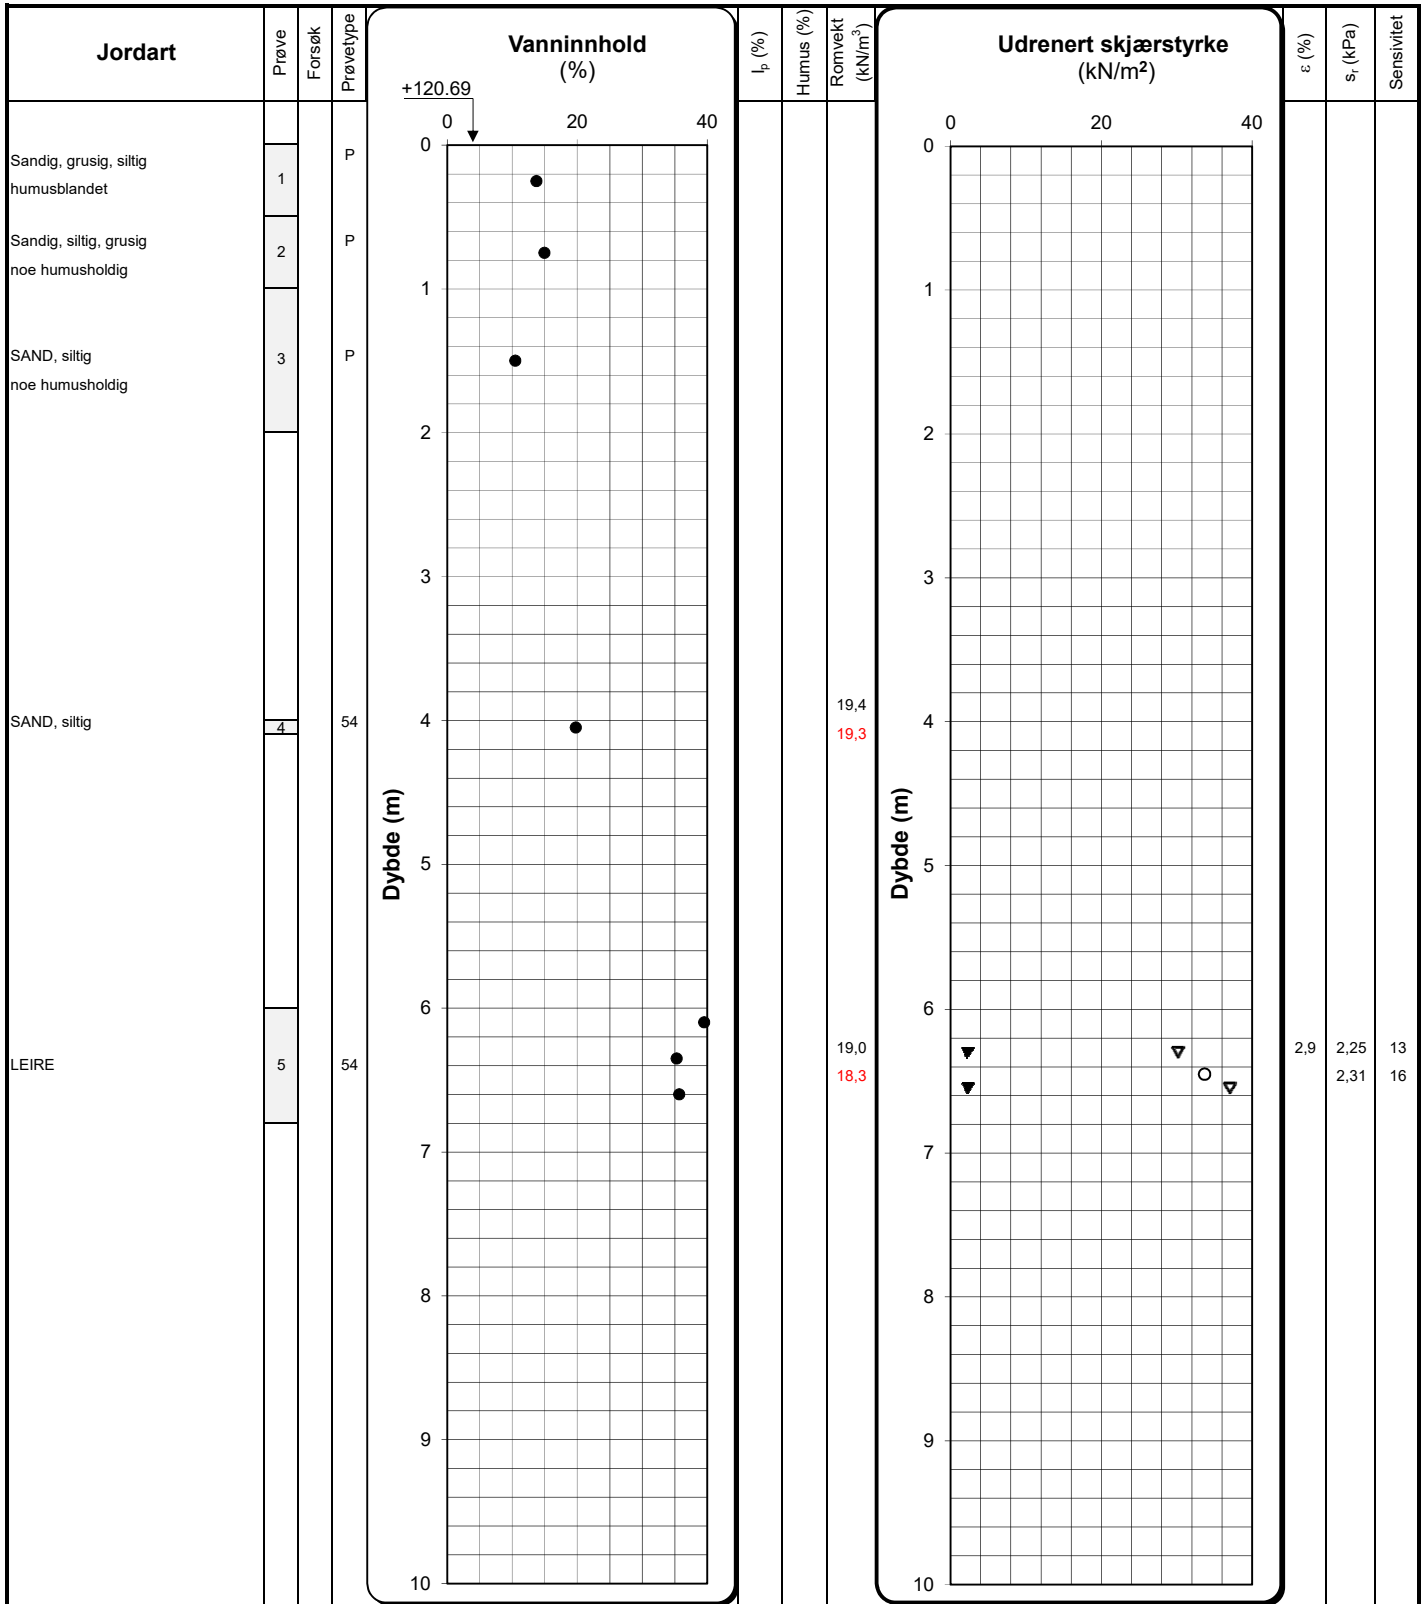 Jordart
Prøve
Forsøk
Prøvetype
Vanninnhold
(%)
Iₚ (%)
Humus (%)
Romvekt
(kN/m³)
Udrenert skjærstyrke
(kN/m²)
ε (%)
sᵣ (kPa)
Sensivitet
+120.69
0 20 40
0 20 40
0
1
2
3
4
5
6
7
8
9
10
Dybde (m)
0
1
2
3
4
5
6
7
8
9
10
Dybde (m)
Sandig, grusig, siltig
humusblandet
1
P
Sandig, siltig, grusig
noe humusholdig
2
P
SAND, siltig
noe humusholdig
3
P
SAND, siltig
4
54
19,4
19,3
LEIRE
5
54
19,0
18,3
2,9 2,25 13
2,31 16